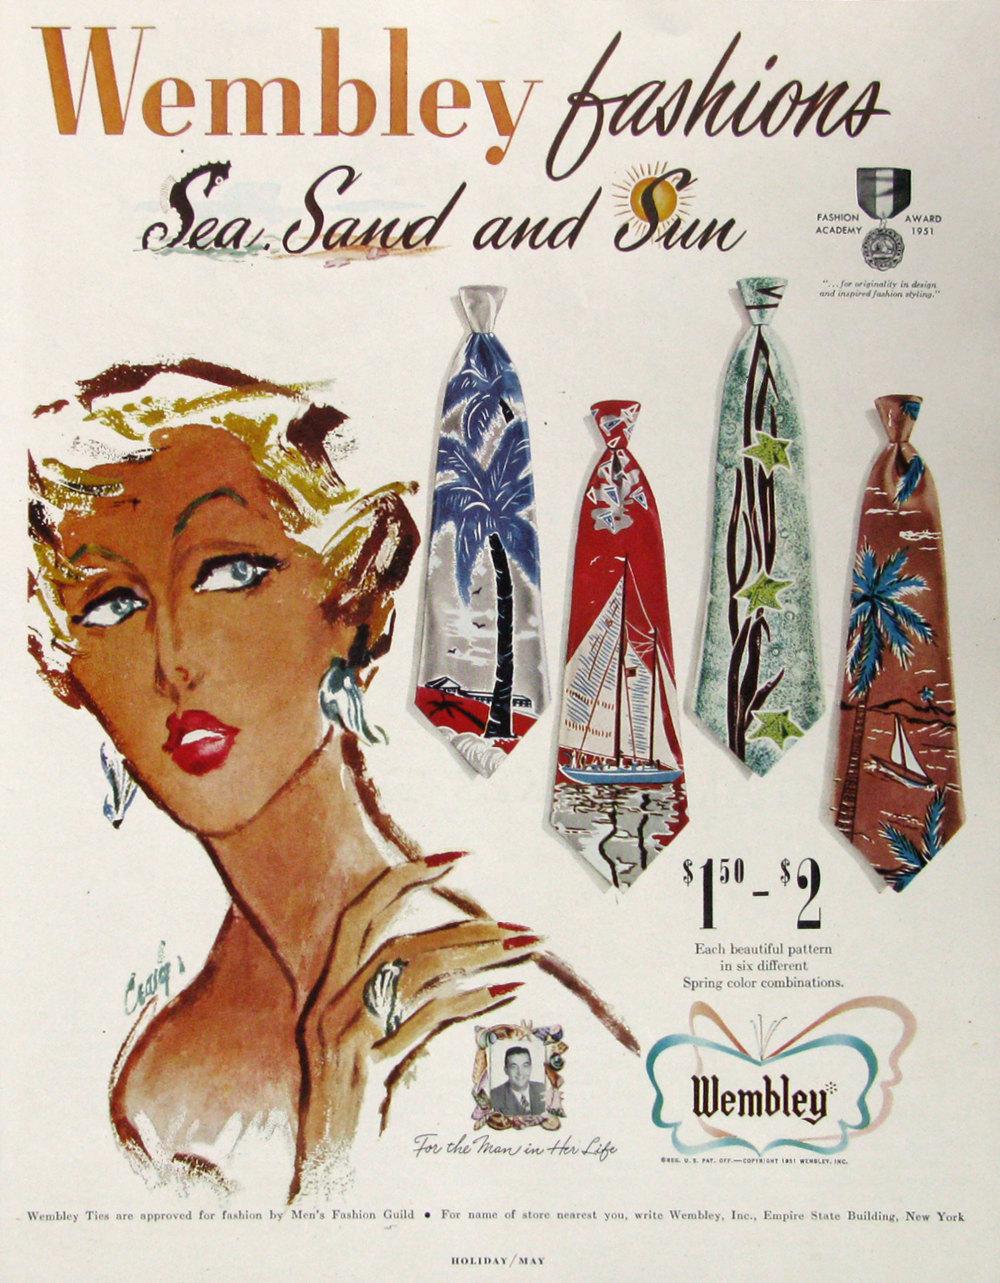 Wembley fashions
Sea, Sand and Sun
FASHION AWARD
ACADEMY 1951
"...for originality in design
and inspired fashion styling."
$1.50 – $2
Each beautiful pattern
in six different
Spring color combinations.
Craig
Wembley*
For the Man in Her Life
®REG. U. S. PAT. OFF.—COPYRIGHT 1951 WEMBLEY, INC.
Wembley Ties are approved for fashion by Men's Fashion Guild • For name of store nearest you, write Wembley, Inc., Empire State Building, New York
HOLIDAY/MAY